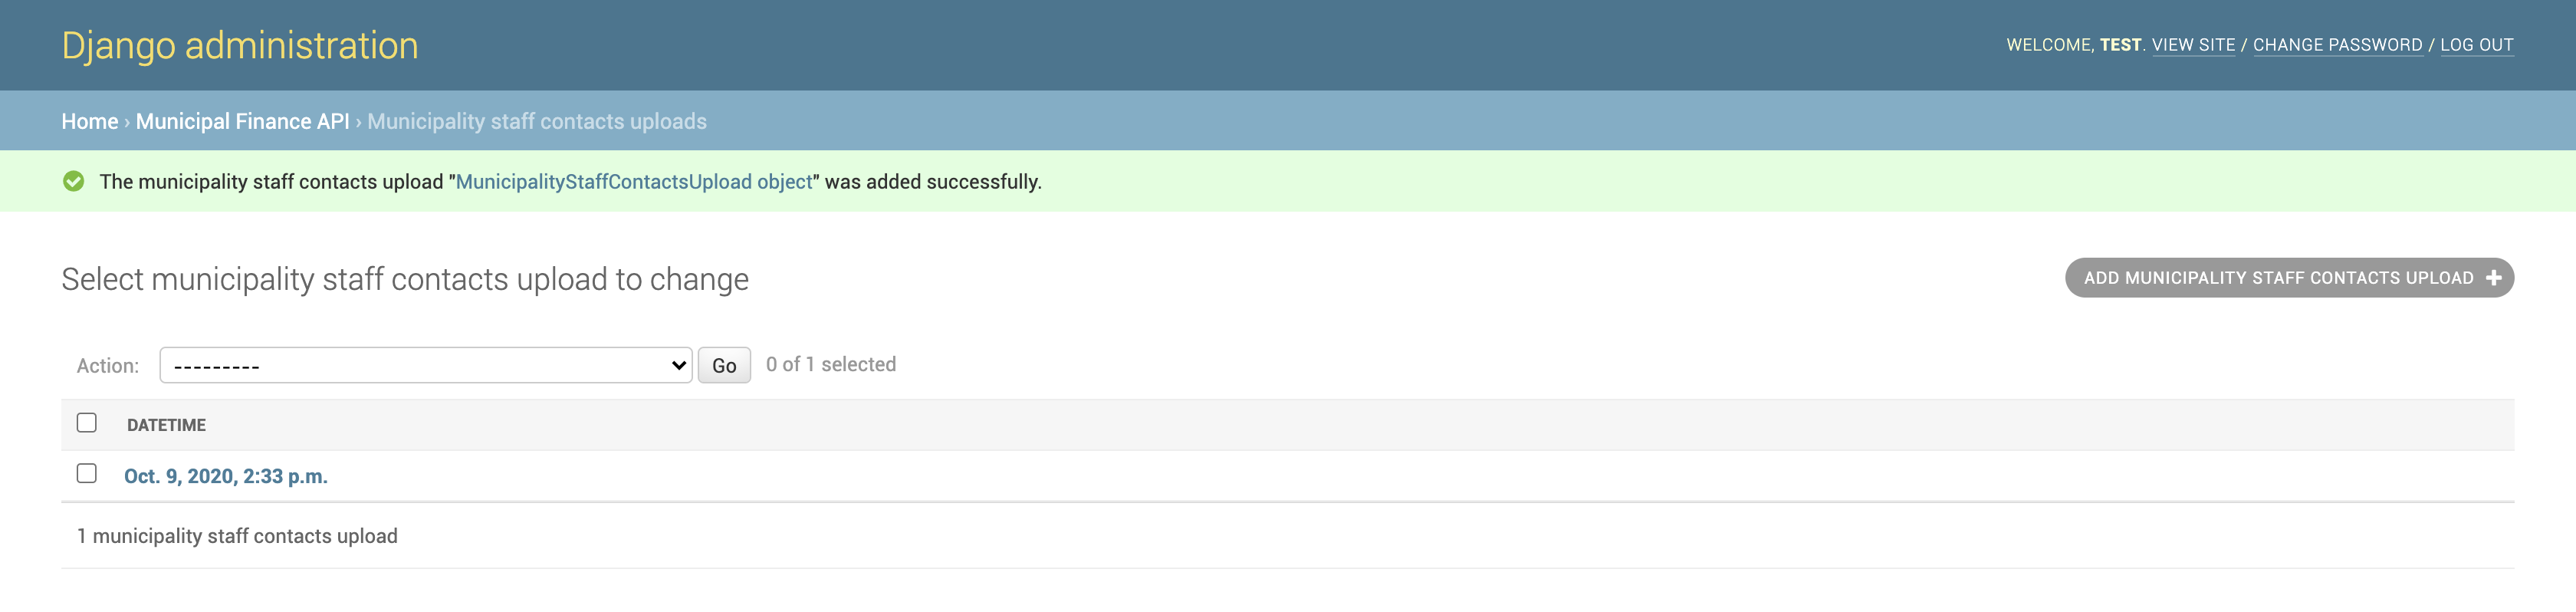 Django administration
WELCOME, TEST. VIEW SITE / CHANGE PASSWORD / LOG OUT
Home › Municipal Finance API › Municipality staff contacts uploads
The municipality staff contacts upload "MunicipalityStaffContactsUpload object" was added successfully.
Select municipality staff contacts upload to change
ADD MUNICIPALITY STAFF CONTACTS UPLOAD +
Action: --------- Go 0 of 1 selected
DATETIME
Oct. 9, 2020, 2:33 p.m.
1 municipality staff contacts upload